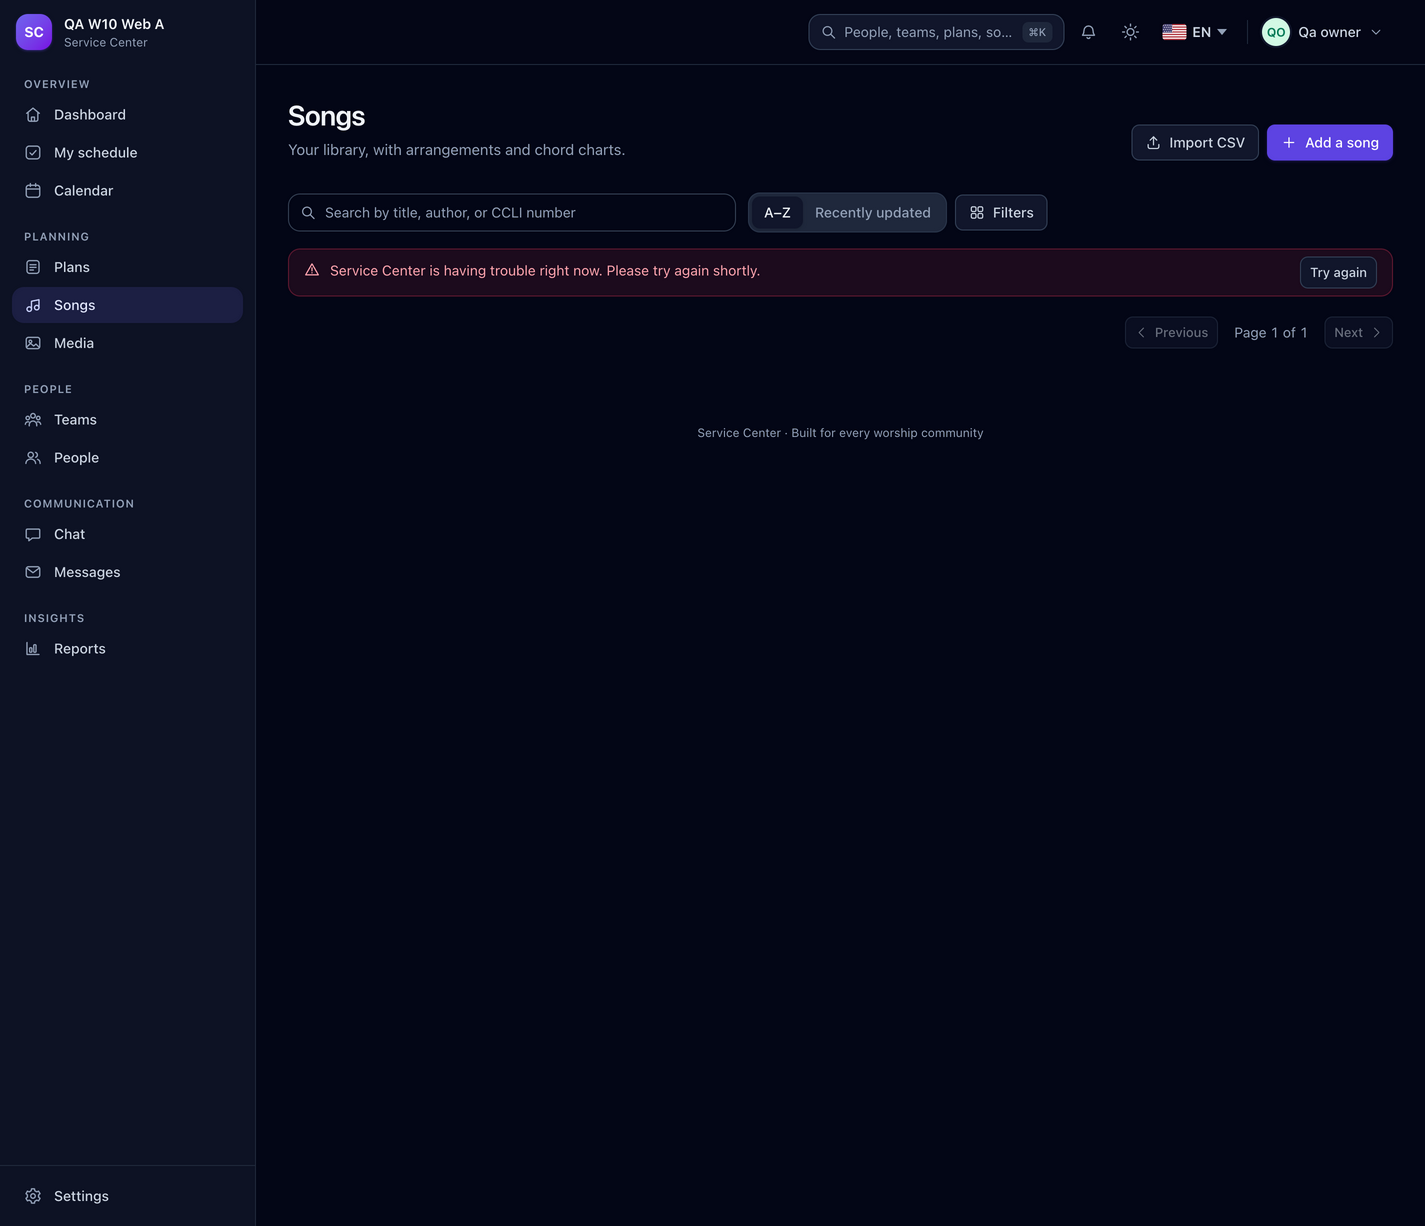 SC
QA W10 Web A
Service Center
People, teams, plans, so... ⌘K
EN
QO
Qa owner
OVERVIEW
Dashboard
My schedule
Calendar
PLANNING
Plans
Songs
Media
PEOPLE
Teams
People
COMMUNICATION
Chat
Messages
INSIGHTS
Reports
Settings
Songs
Your library, with arrangements and chord charts.
Import CSV
Add a song
Search by title, author, or CCLI number
A–Z
Recently updated
Filters
Service Center is having trouble right now. Please try again shortly.
Try again
Previous
Page 1 of 1
Next
Service Center · Built for every worship community